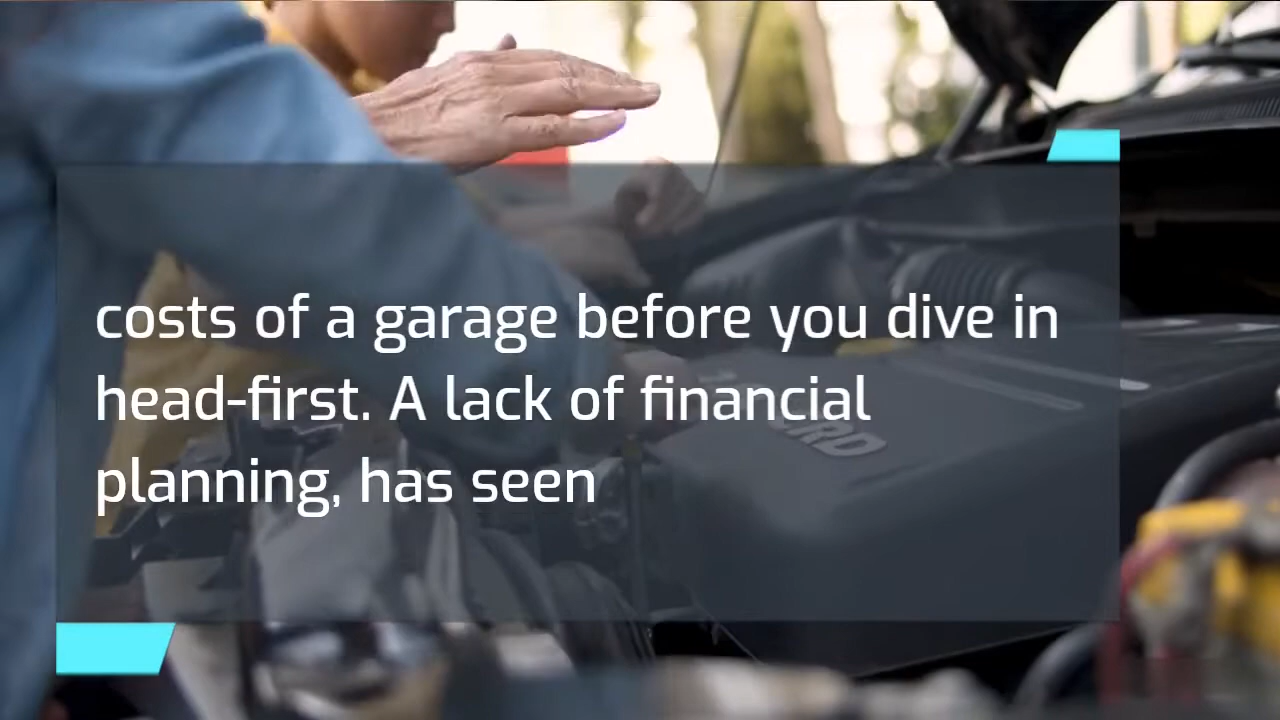 costs of a garage before you dive in
head-first. A lack of financial
planning, has seen